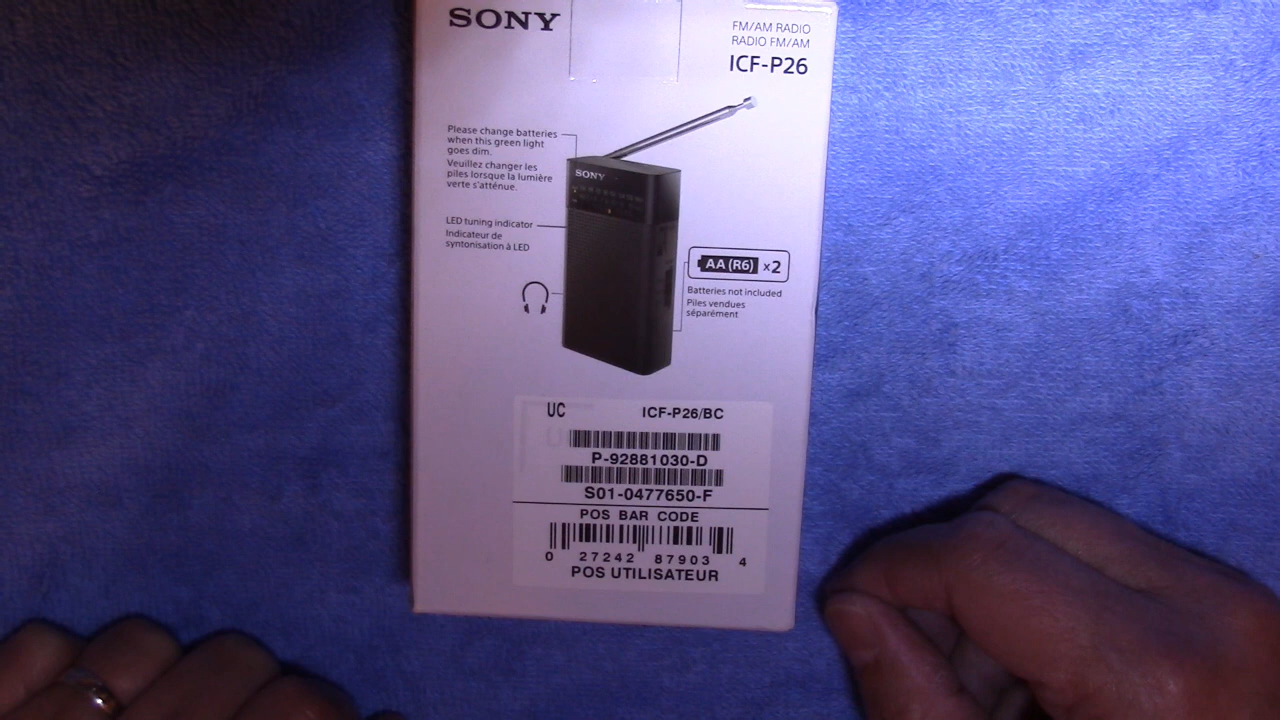 SONY
FM/AM RADIO
RADIO FM/AM
ICF-P26
Please change batteries
when this green light
goes dim.
Veuillez changer les
piles lorsque la lumière
verte s'atténue.
SONY
LED tuning indicator
Indicateur de
syntonisation à LED
AA (R6) x2
Batteries not included
Piles vendues
séparément
UC ICF-P26/BC
P-92881030-D
S01-0477650-F
POS BAR CODE
0 27242 87903 4
POS UTILISATEUR